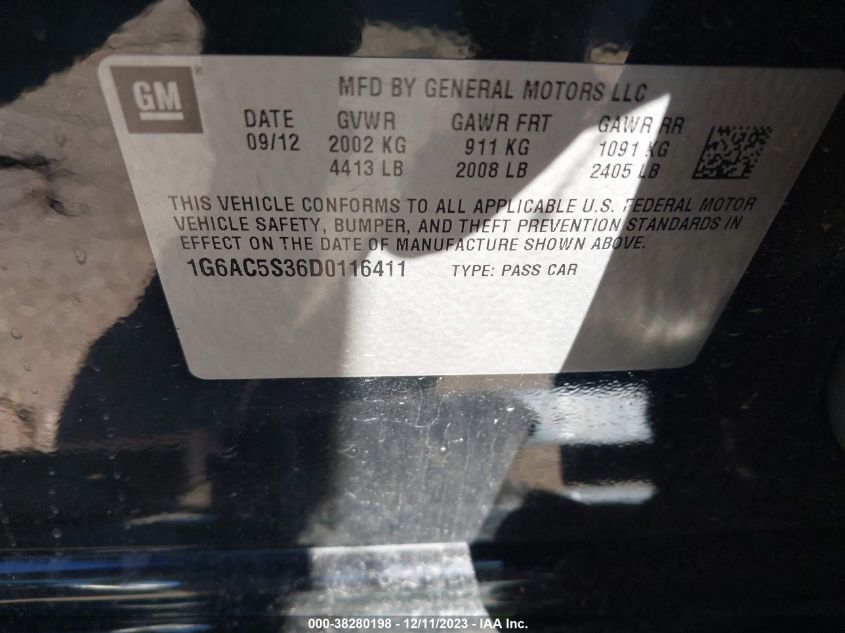 GM
MFD BY GENERAL MOTORS LLC
DATE GVWR GAWR FRT GAWR RR
09/12 2002 KG 911 KG 1091 KG
4413 LB 2008 LB 2405 LB
THIS VEHICLE CONFORMS TO ALL APPLICABLE U.S. FEDERAL MOTOR
VEHICLE SAFETY, BUMPER, AND THEFT PREVENTION STANDARDS IN
EFFECT ON THE DATE OF MANUFACTURE SHOWN ABOVE.
1G6AC5S36D0116411 TYPE: PASS CAR
000-38280198 - 12/11/2023 - IAA Inc.